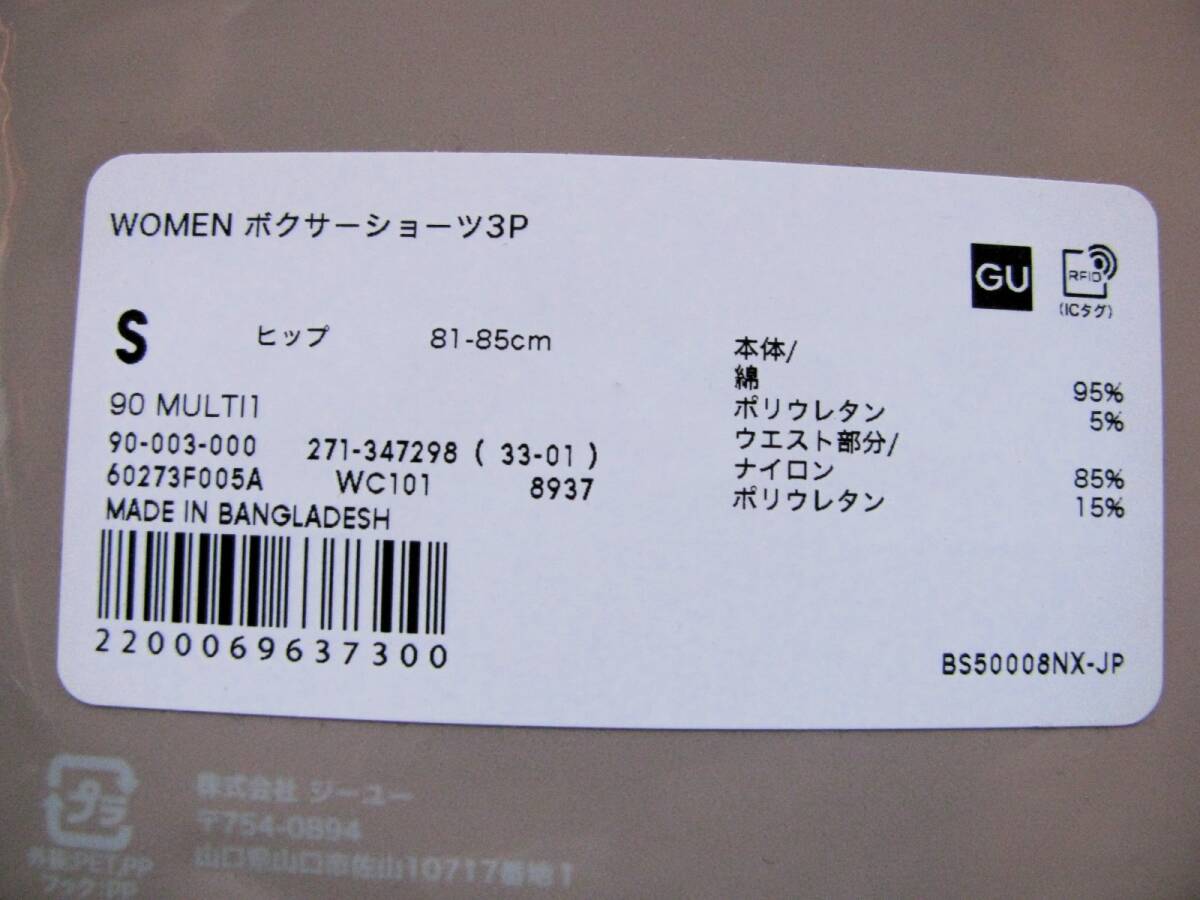 WOMEN ボクサーショーツ3P
GU
RFID
(ICタグ)
S ヒップ 81-85cm
90 MULTI1
90-003-000 271-347298 ( 33-01 )
60273F005A WC101 8937
MADE IN BANGLADESH
2200069637300
本体/
綿 95%
ポリウレタン 5%
ウエスト部分/
ナイロン 85%
ポリウレタン 15%
BS50008NX-JP
プラ
外装:PET,PP
フック:PP
株式会社 ジーユー
〒754-0894
山口県山口市佐山10717番地1